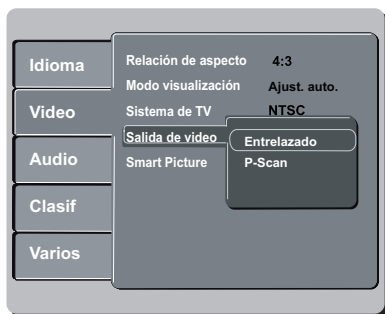 Idioma
Video
Audio
Clasif
Varios
Relación de aspecto 4:3
Modo visualización Ajust. auto.
Sistema de TV NTSC
Salida de video
Entrelazado
P-Scan
Smart Picture